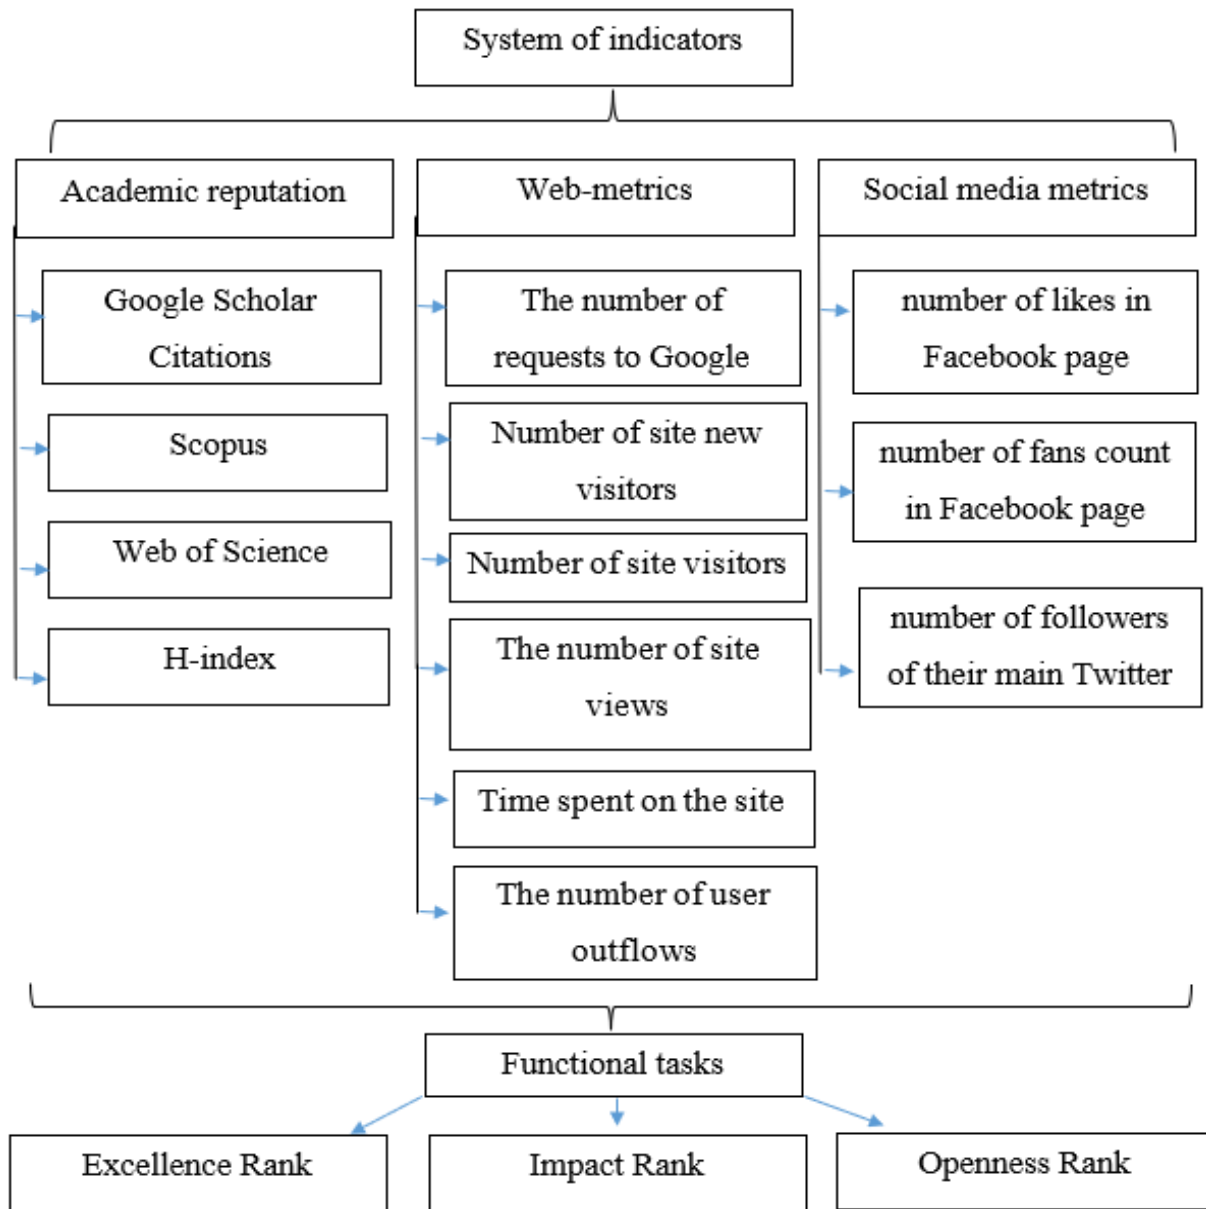 System of indicators
Academic reputation
Google Scholar
Citations
Scopus
Web of Science
H-index
Web-metrics
The number of
requests to Google
Number of site new
visitors
Number of site visitors
The number of site
views
Time spent on the site
The number of user
outflows
Social media metrics
number of likes in
Facebook page
number of fans count
in Facebook page
number of followers
of their main Twitter
Functional tasks
Excellence Rank
Impact Rank
Openness Rank